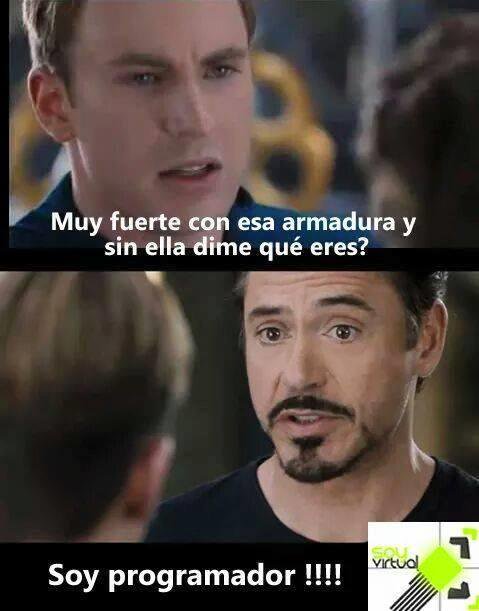 Muy fuerte con esa armadura y
sin ella dime qué eres?
Soy programador !!!!
soy
virtual